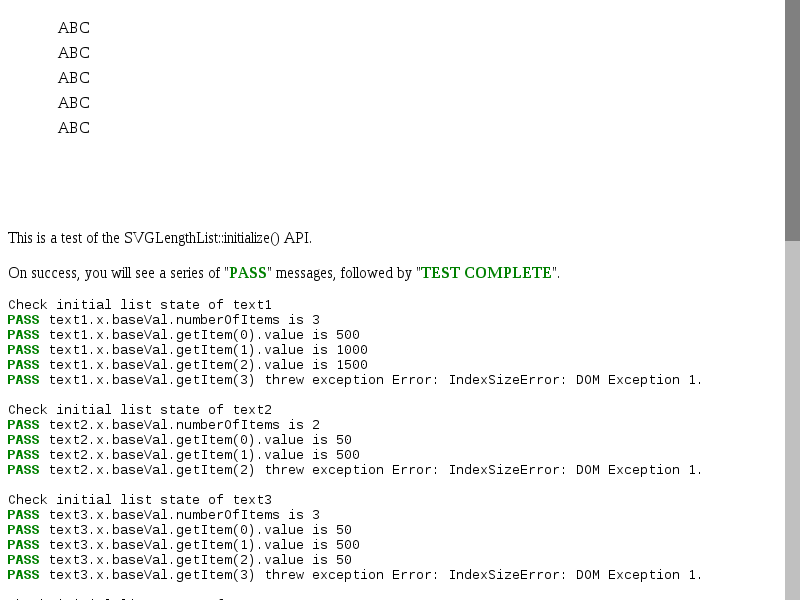 ABC
ABC
ABC
ABC
ABC
This is a test of the SVGLengthList::initialize() API.
On success, you will see a series of "PASS" messages, followed by "TEST COMPLETE".
Check initial list state of text1
PASS text1.x.baseVal.numberOfItems is 3
PASS text1.x.baseVal.getItem(0).value is 500
PASS text1.x.baseVal.getItem(1).value is 1000
PASS text1.x.baseVal.getItem(2).value is 1500
PASS text1.x.baseVal.getItem(3) threw exception Error: IndexSizeError: DOM Exception 1.
Check initial list state of text2
PASS text2.x.baseVal.numberOfItems is 2
PASS text2.x.baseVal.getItem(0).value is 50
PASS text2.x.baseVal.getItem(1).value is 500
PASS text2.x.baseVal.getItem(2) threw exception Error: IndexSizeError: DOM Exception 1.
Check initial list state of text3
PASS text3.x.baseVal.numberOfItems is 3
PASS text3.x.baseVal.getItem(0).value is 50
PASS text3.x.baseVal.getItem(1).value is 500
PASS text3.x.baseVal.getItem(2).value is 50
PASS text3.x.baseVal.getItem(3) threw exception Error: IndexSizeError: DOM Exception 1.